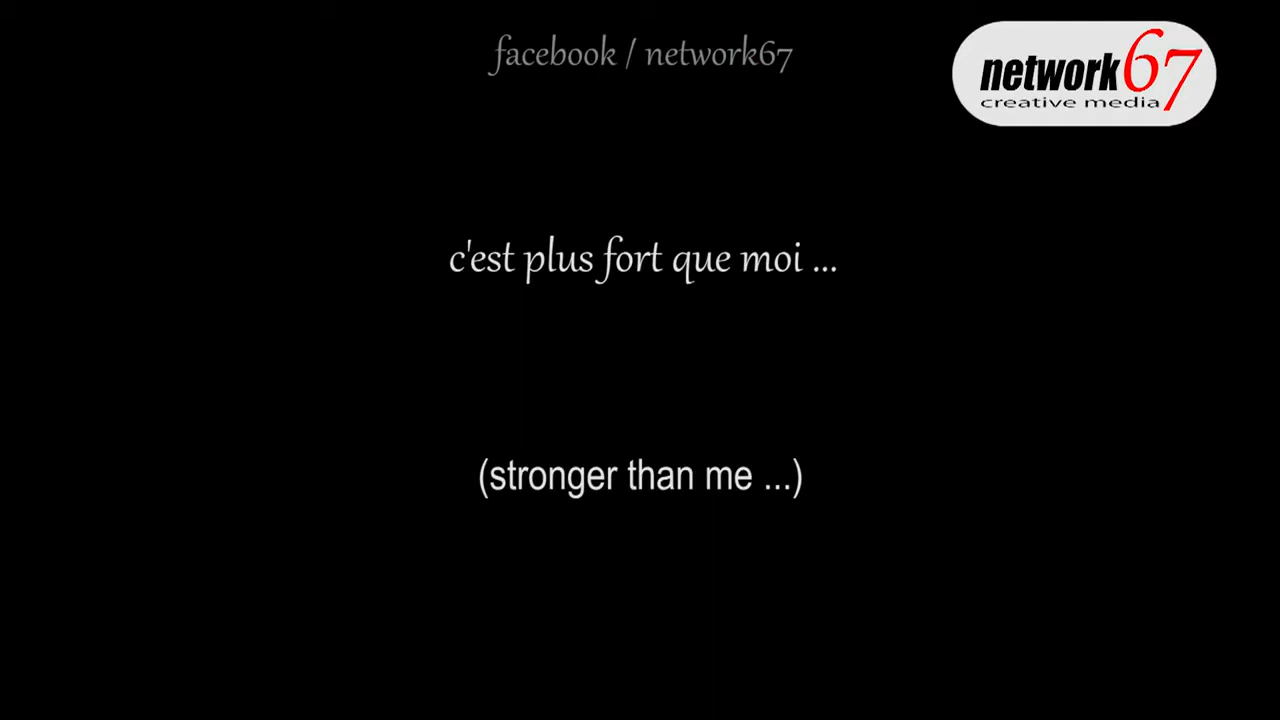 facebook / network67
network67
creative media
c'est plus fort que moi ...
(stronger than me ...)